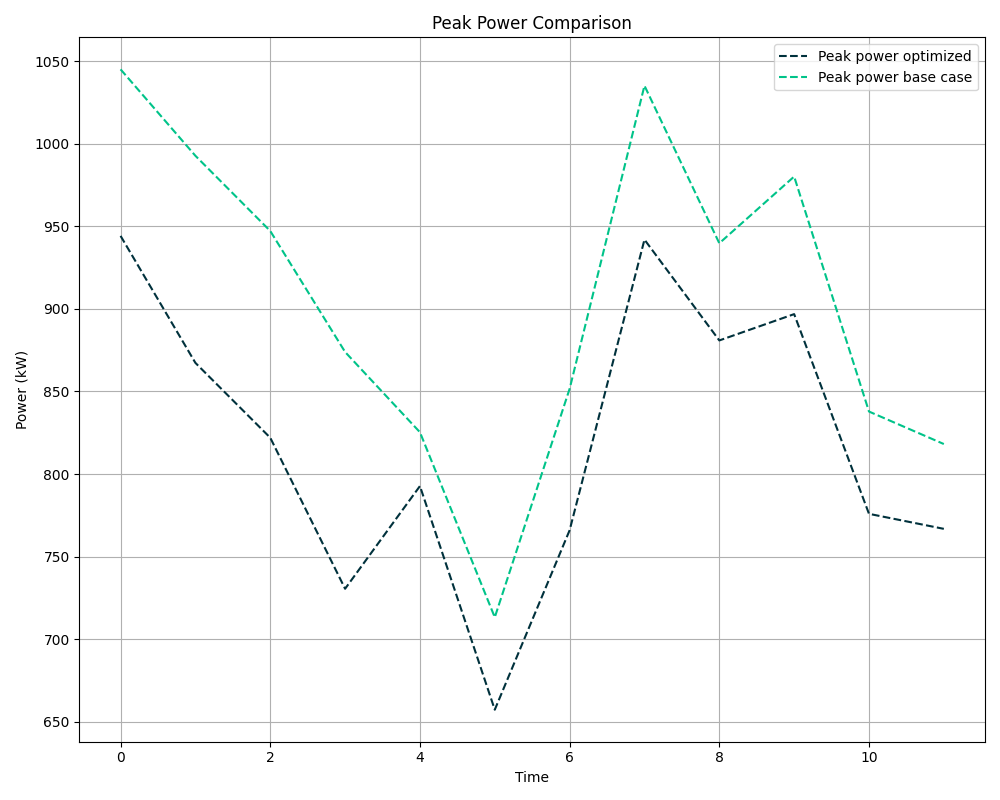 Peak Power Comparison
Peak power optimized
Peak power base case
1050
1000
950
900
850
800
750
700
650
Power (kW)
0 2 4 6 8 10
Time